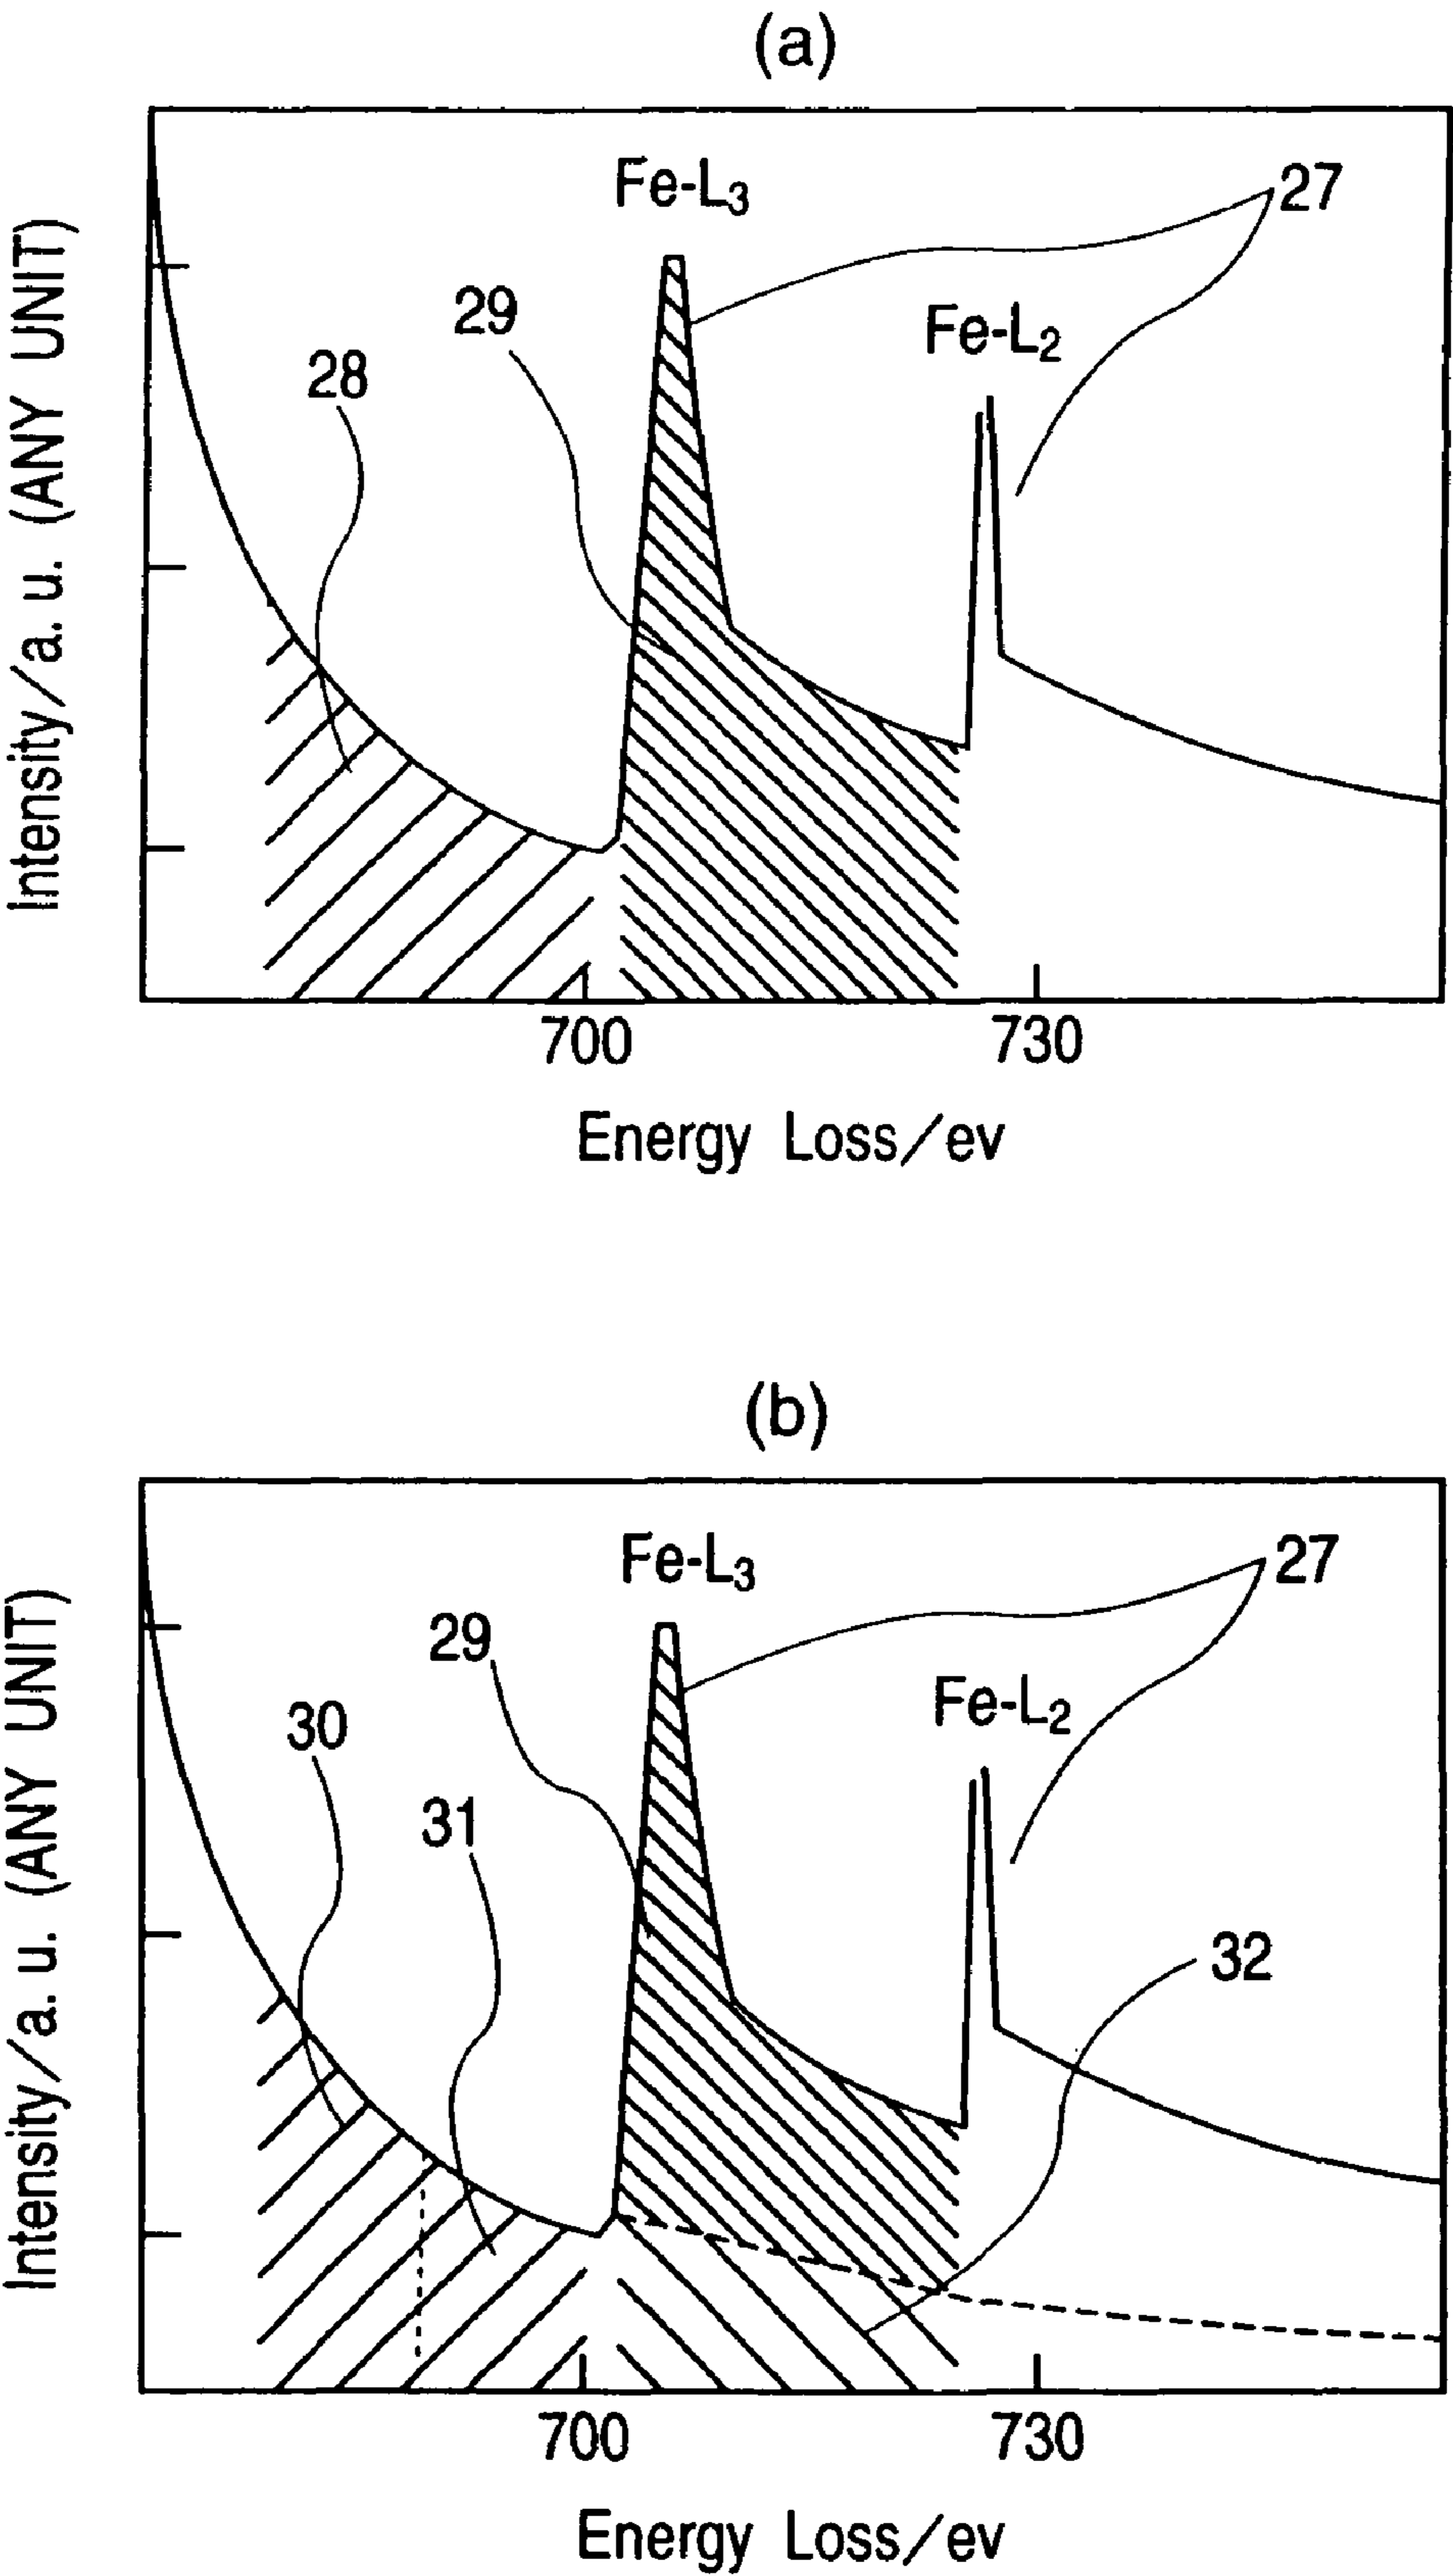 (a)
Fe-L₃
27
29
Fe-L₂
28
Intensity/a. u. (ANY UNIT)
700
730
Energy Loss/ev
(b)
Fe-L₃
27
29
Fe-L₂
30
31
32
Intensity/a. u. (ANY UNIT)
700
730
Energy Loss/ev